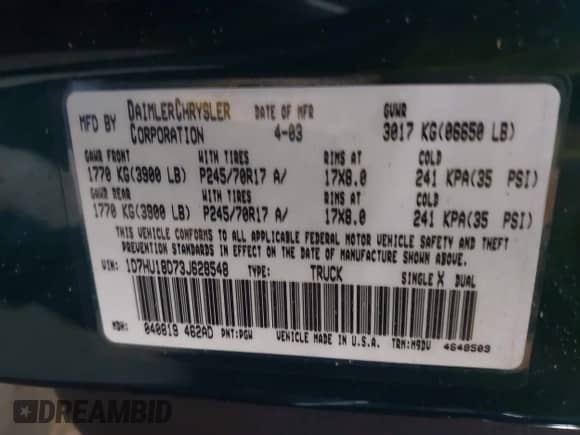 MFD BY DAIMLERCHRYSLER CORPORATION DATE OF MFR 4-03 GVWR 3017 KG(06650 LB)
GAWR FRONT WITH TIRES RIMS AT COLD
1770 KG(3900 LB) P245/70R17 A/ 17X8.0 241 KPA(35 PSI)
GAWR REAR WITH TIRES RIMS AT COLD
1770 KG(3900 LB) P245/70R17 A/ 17X8.0 241 KPA(35 PSI)
THIS VEHICLE CONFORMS TO ALL APPLICABLE FEDERAL MOTOR VEHICLE SAFETY AND THEFT
PREVENTION STANDARDS IN EFFECT ON THE DATE OF MANUFACTURE SHOWN ABOVE.
VIN: 1D7HU18D73J628548 TYPE: TRUCK SINGLE X DUAL
MDH: 040819 462AD PNT:PGW VEHICLE MADE IN U.S.A. TRM:M9DV 4648509
DREAMBID